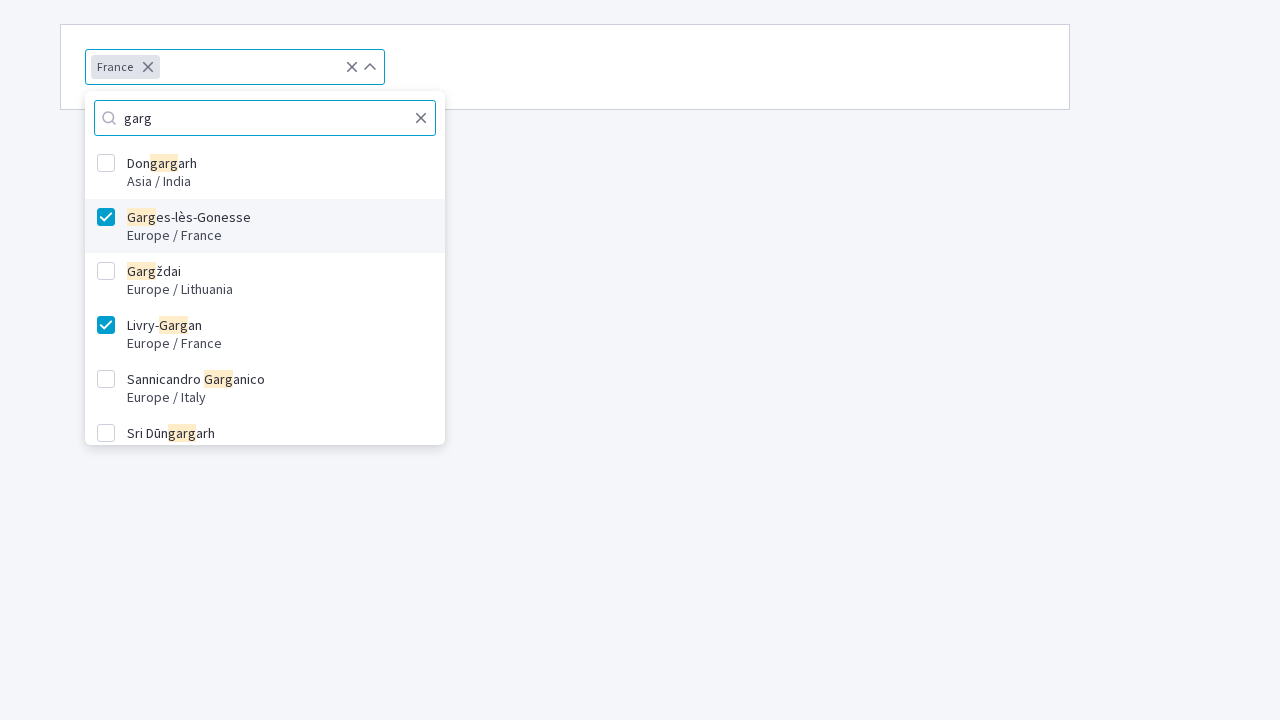 France
garg
Dongargarh
Asia / India
Garges-lès-Gonesse
Europe / France
Gargždai
Europe / Lithuania
Livry-Gargan
Europe / France
Sannicandro Garganico
Europe / Italy
Sri Dūngargarh